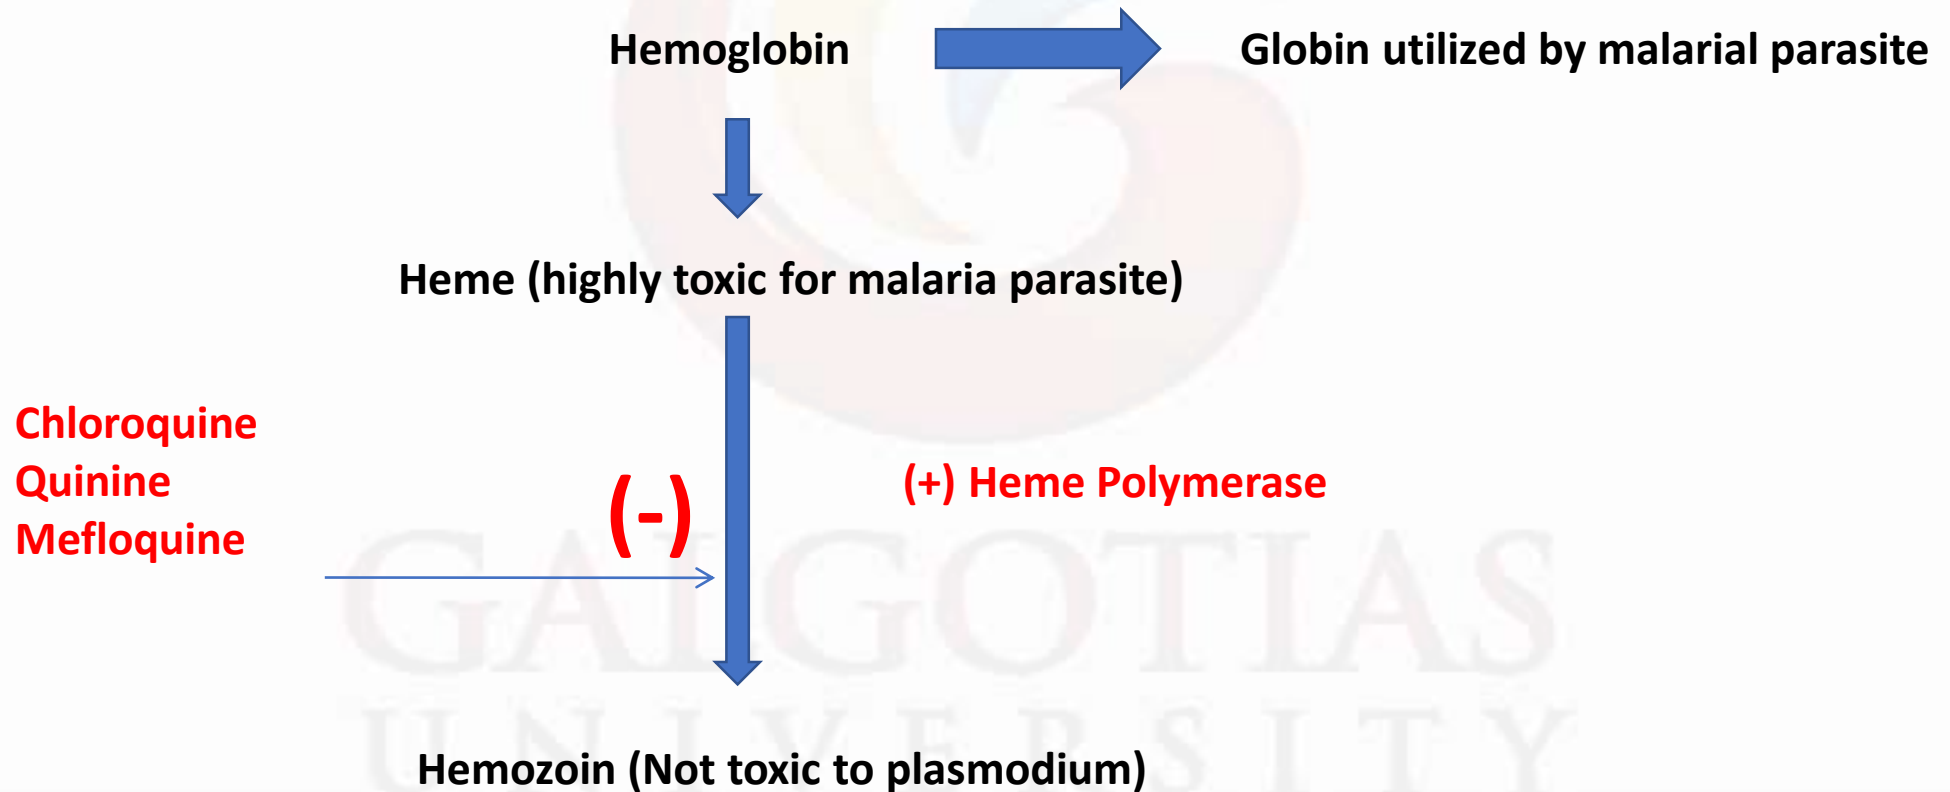 Hemoglobin
Globin utilized by malarial parasite
Heme (highly toxic for malaria parasite)
Chloroquine
Quinine
Mefloquine
(-)
(+) Heme Polymerase
GALGOTIAS
UNIVERSITY
Hemozoin (Not toxic to plasmodium)